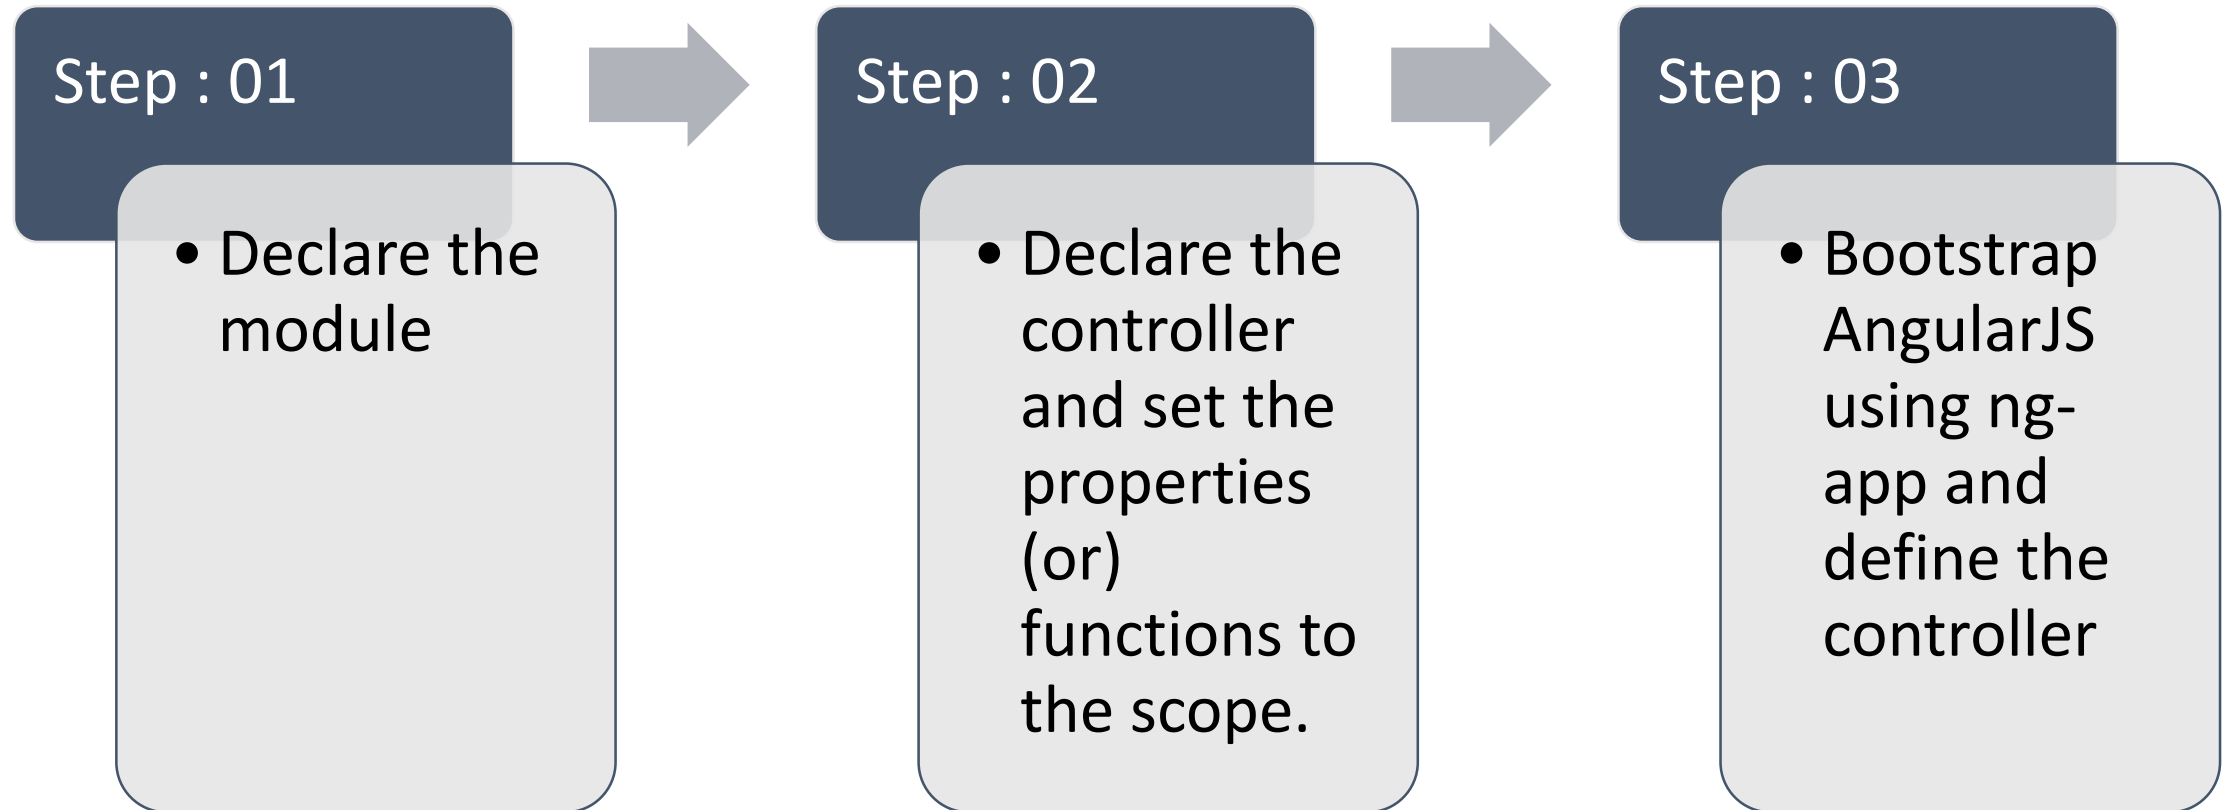 Step : 01
• Declare the
module
Step : 02
• Declare the
controller
and set the
properties
(or)
functions to
the scope.
Step : 03
• Bootstrap
AngularJS
using ng-
app and
define the
controller